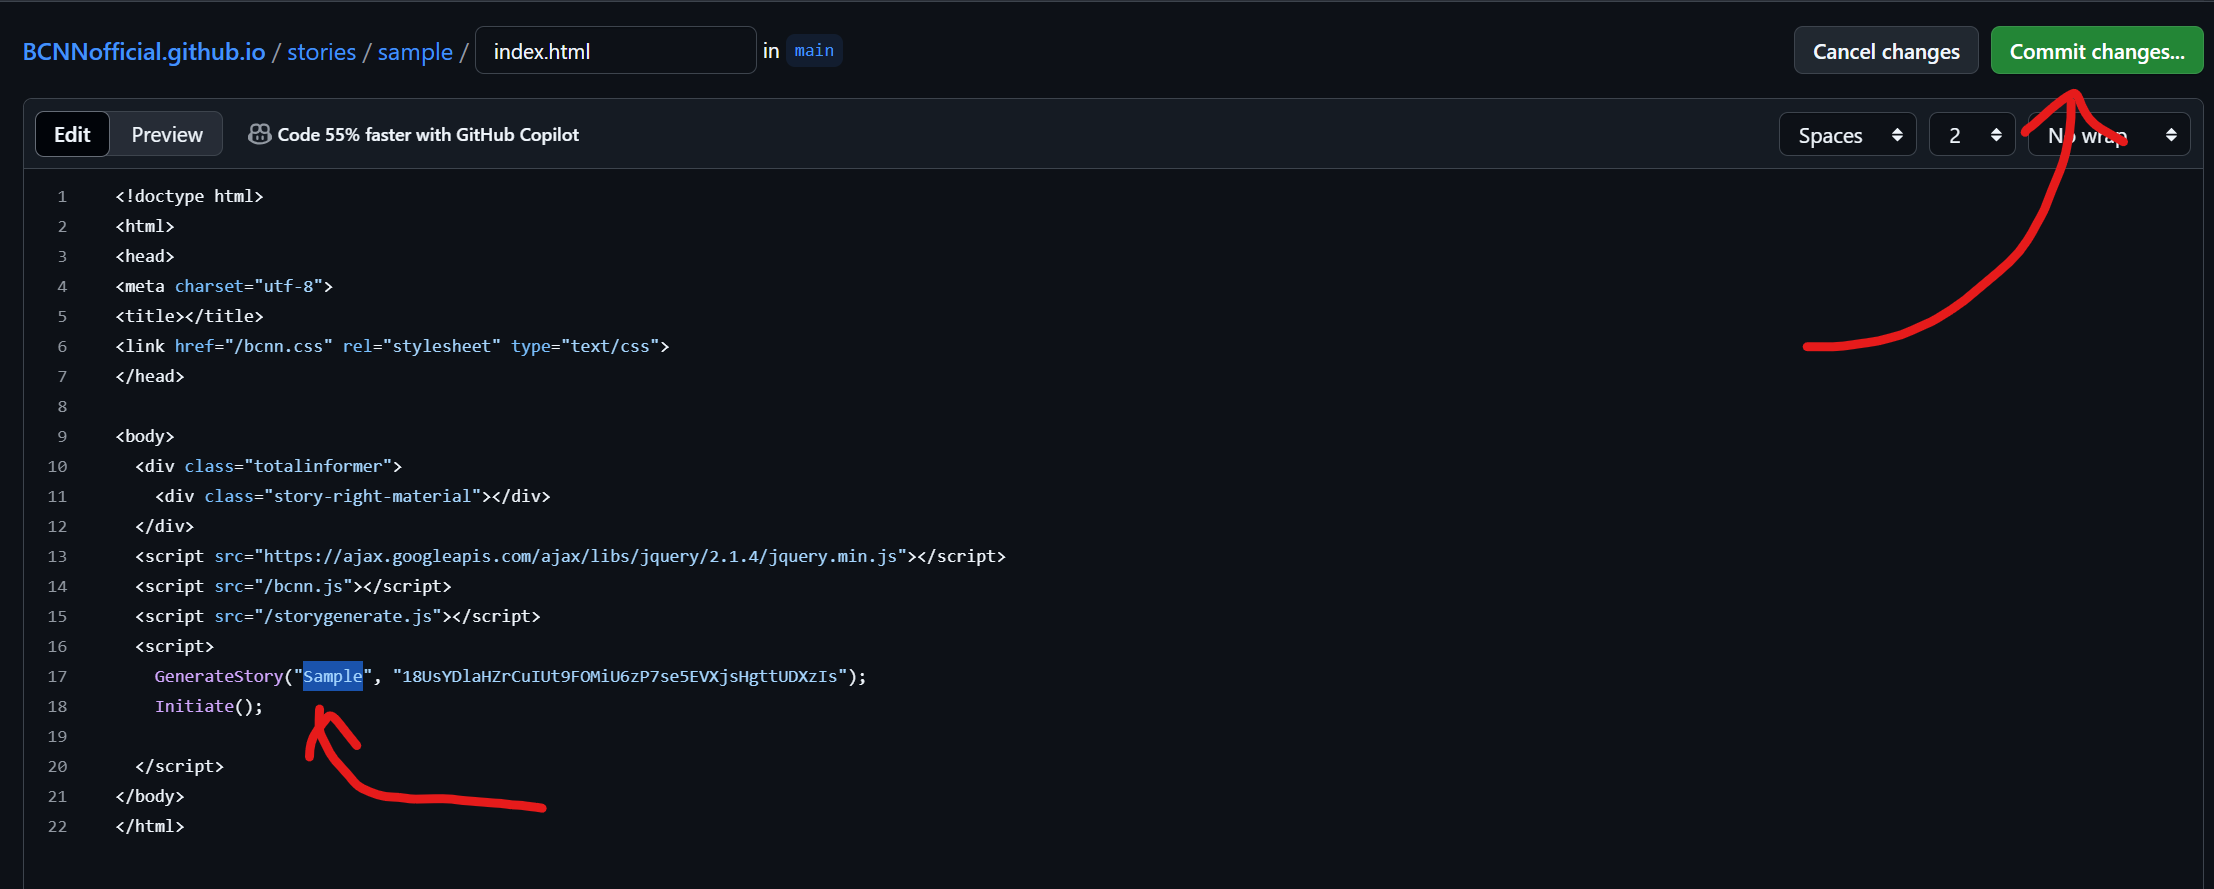 BCNNofficial.github.io / stories / sample / index.html in main Cancel changes Commit changes...
Edit Preview Code 55% faster with GitHub Copilot Spaces 2 No wrap
1 <!doctype html>
2 <html>
3 <head>
4 <meta charset="utf-8">
5 <title></title>
6 <link href="/bcnn.css" rel="stylesheet" type="text/css">
7 </head>
8
9 <body>
10 <div class="totalinformer">
11 <div class="story-right-material"></div>
12 </div>
13 <script src="https://ajax.googleapis.com/ajax/libs/jquery/2.1.4/jquery.min.js"></script>
14 <script src="/bcnn.js"></script>
15 <script src="/storygenerate.js"></script>
16 <script>
17 GenerateStory("Sample", "18UsYDlaHZrCuIUt9FOMiU6zP7se5EVXjsHgttUDXzIs");
18 Initiate();
19
20 </script>
21 </body>
22 </html>